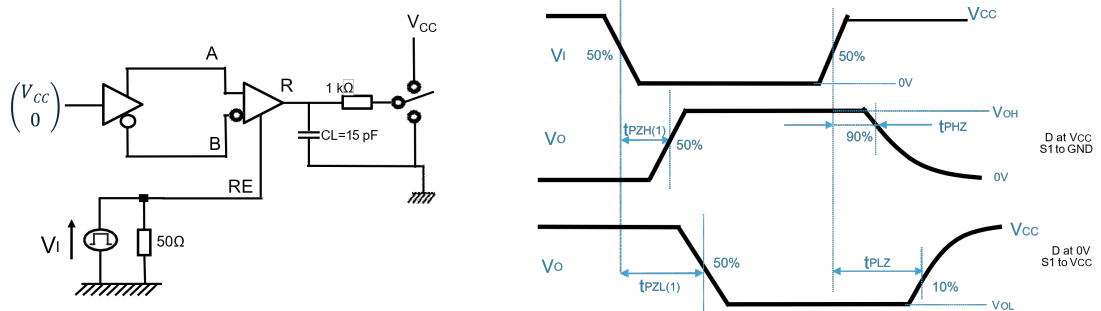 VCC
A
R
1 kΩ
(VCC
0)
CL=15 pF
B
RE
VI
50Ω
VCC
VI
50%
50%
0V
VOH
tPZH(1)
tPHZ
VO
50%
90%
D at VCC
S1 to GND
0V
VCC
VO
50%
D at 0V
S1 to VCC
tPLZ
tPZL(1)
10%
VOL